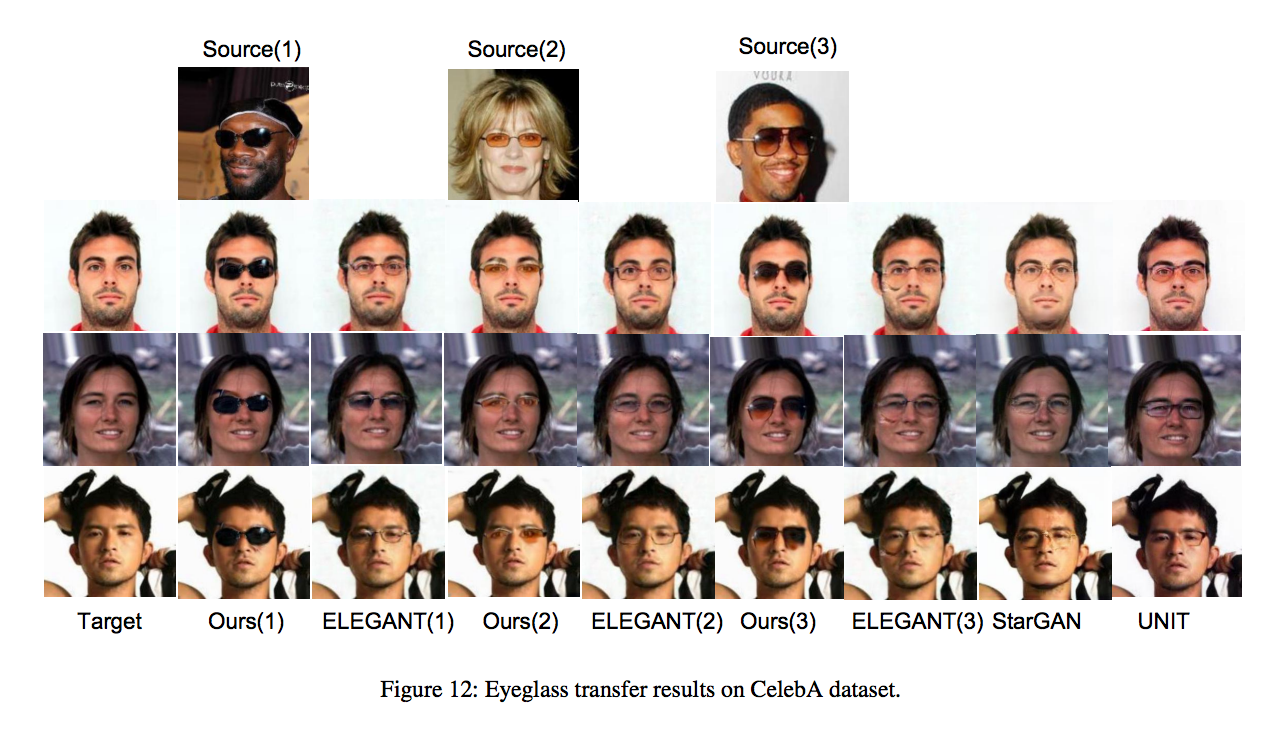 Source(1) Source(2) Source(3)
VODKA
Target Ours(1) ELEGANT(1) Ours(2) ELEGANT(2) Ours(3) ELEGANT(3) StarGAN UNIT
Figure 12: Eyeglass transfer results on CelebA dataset.